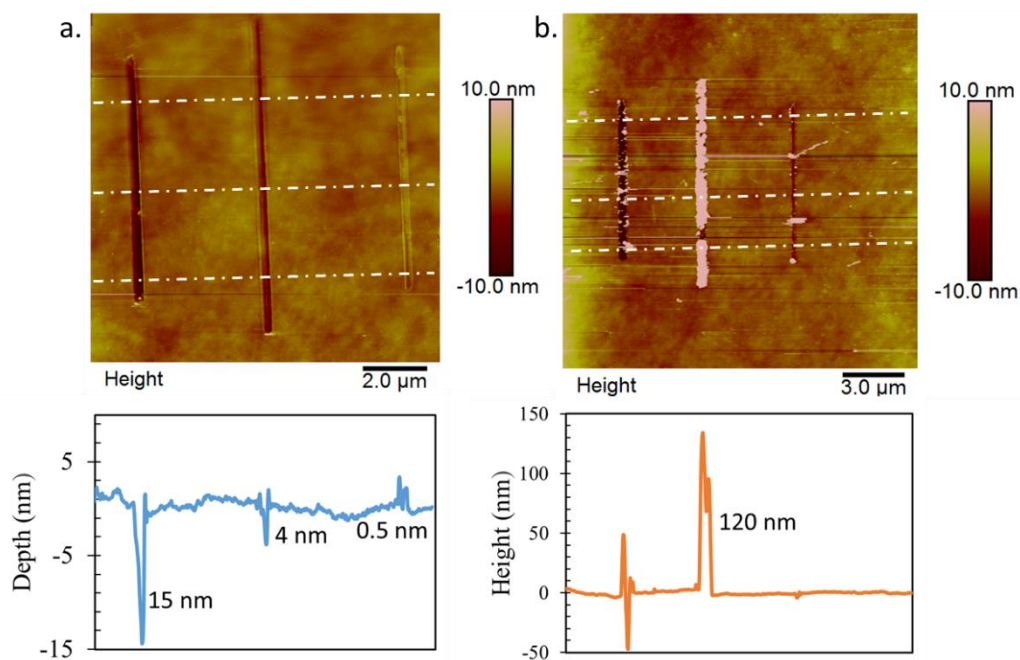 a.
10.0 nm
-10.0 nm
Height
2.0 µm
b.
10.0 nm
-10.0 nm
Height
3.0 µm
Depth (nm)
5
-5
-15
15 nm
4 nm
0.5 nm
Height (nm)
150
100
50
0
-50
120 nm